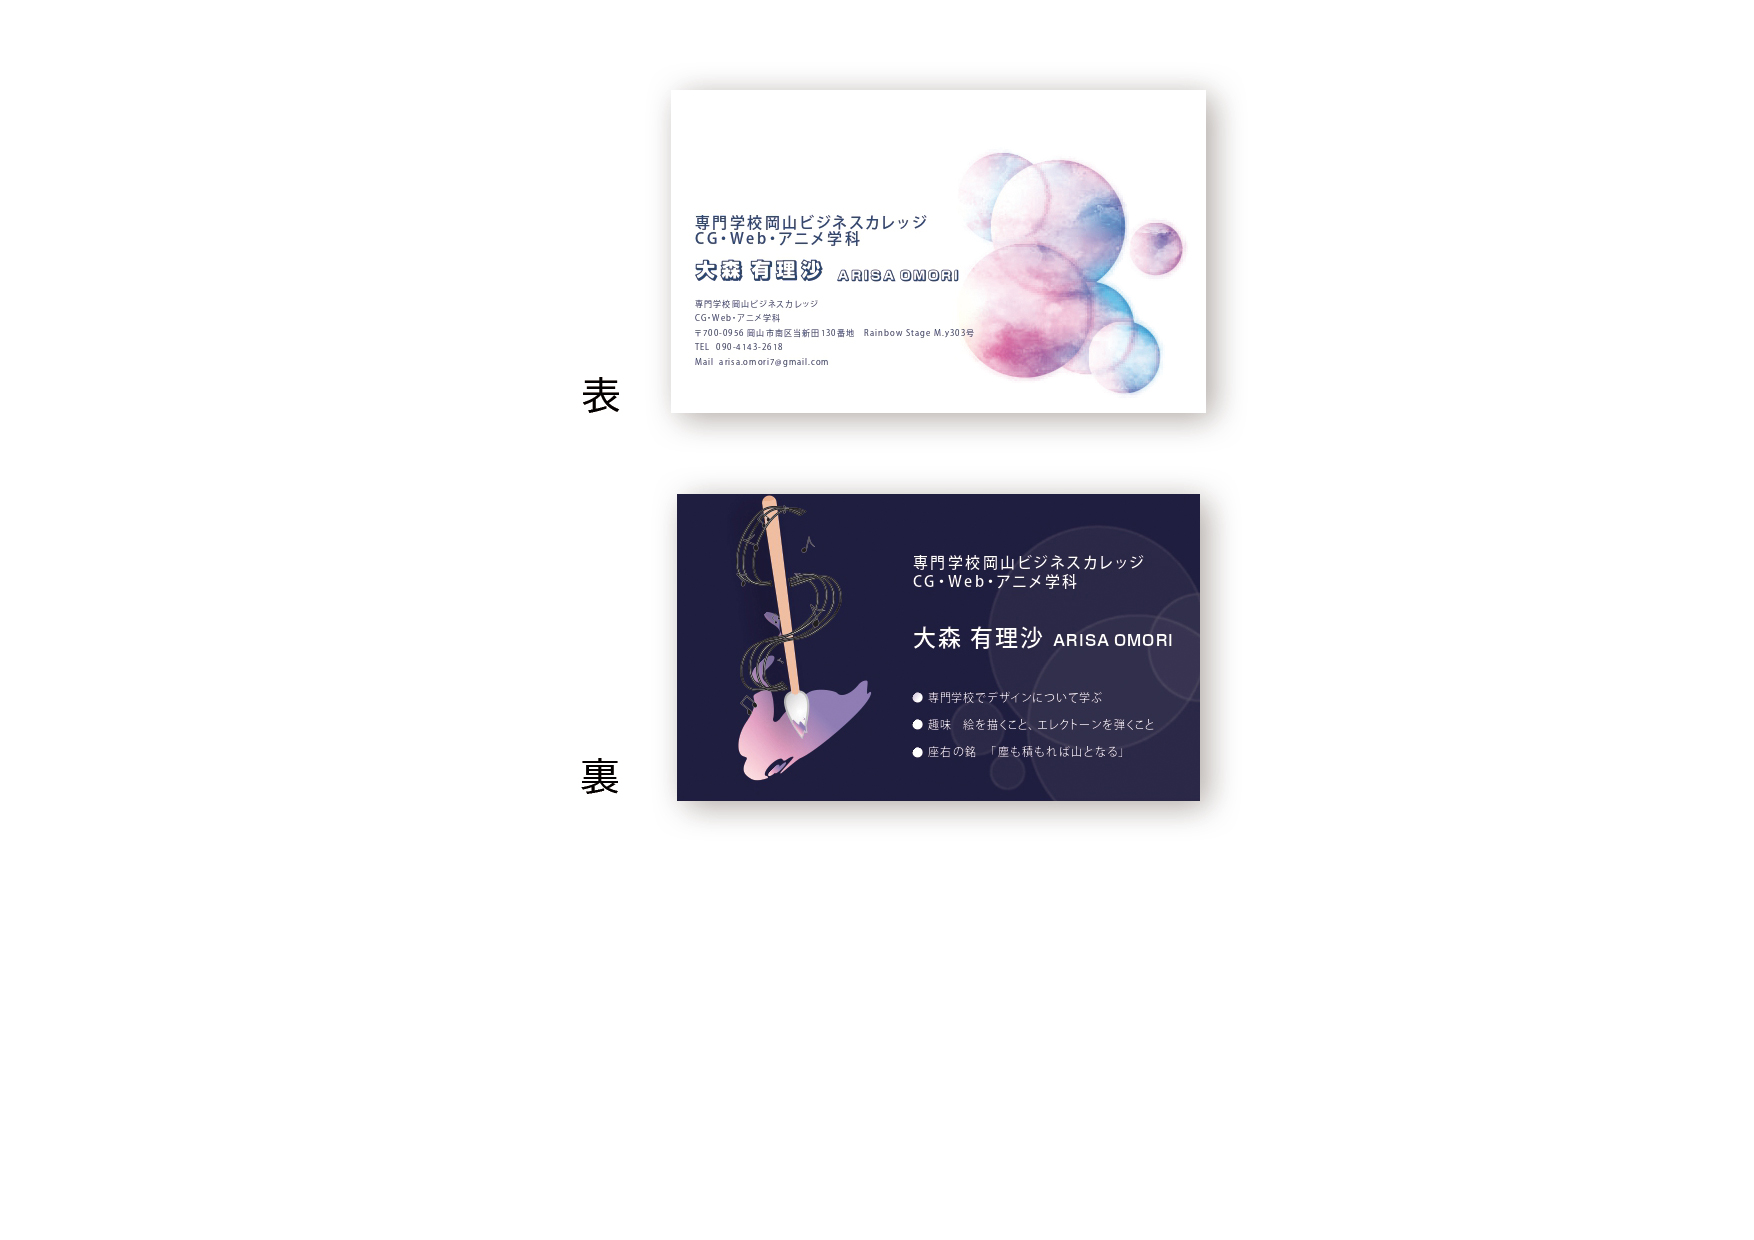 専門学校岡山ビジネスカレッジ
CG・Web・アニメ学科
大森 有理沙 ARISA OMORI
専門学校岡山ビジネスカレッジ
CG・Web・アニメ学科
〒700-0956 岡山市南区当新田130番地　Rainbow Stage M.y303号
TEL 090-4143-2618
Mail arisa.omori7@gmail.com
表
専門学校岡山ビジネスカレッジ
CG・Web・アニメ学科
大森 有理沙 ARISA OMORI
●専門学校でデザインについて学ぶ
●趣味　絵を描くこと、エレクトーンを弾くこと
●座右の銘　「塵も積もれば山となる」
裏